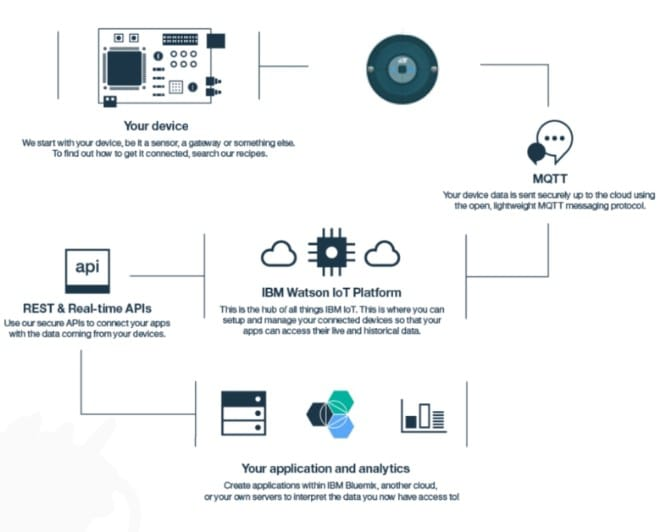 Your device
We start with your device, be it a sensor, a gateway or something else.
To find out how to get it connected, search our recipes.
MQTT
Your device data is sent securely up to the cloud using
the open, lightweight MQTT messaging protocol.
api
REST & Real-time APIs
Use our secure APIs to connect your apps
with the data coming from your devices.
IBM Watson IoT Platform
This is the hub of all things IBM IoT. This is where you can
setup and manage your connected devices so that your
apps can access their live and historical data.
Your application and analytics
Create applications within IBM Bluemix, another cloud,
or your own servers to interpret the data you now have access to!